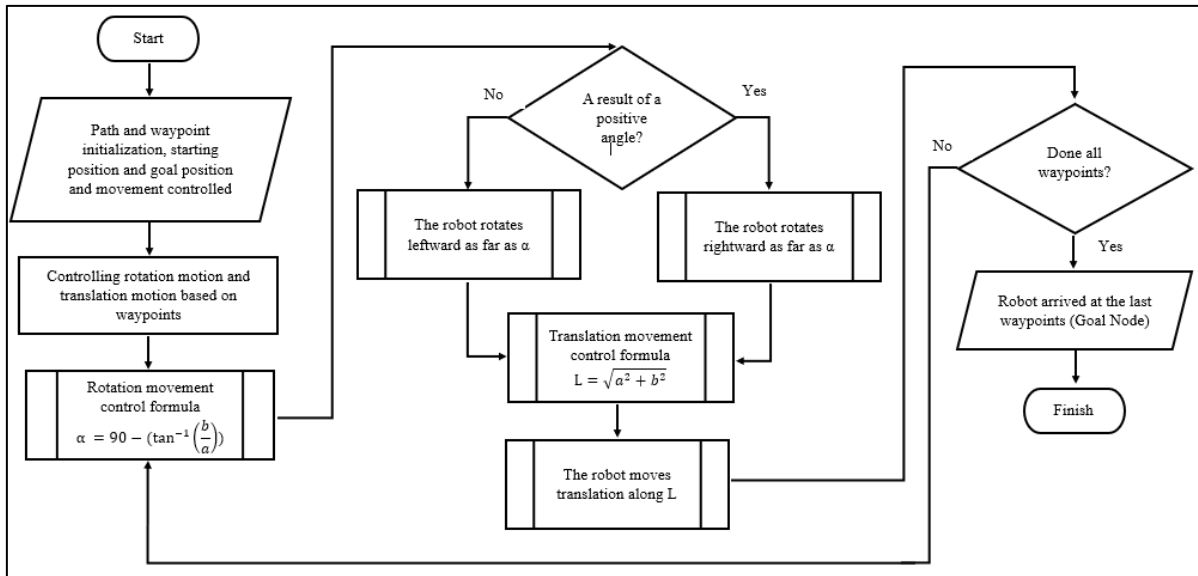 Start
Path and waypoint
initialization, starting
position and goal position
and movement controlled
Controlling rotation motion and
translation motion based on
waypoints
Rotation movement
control formula
α = 90 − (tan⁻¹(b/a))
A result of a
positive
angle?
No
Yes
The robot rotates
leftward as far as α
The robot rotates
rightward as far as α
Translation movement
control formula
L = √(a² + b²)
The robot moves
translation along L
Done all
waypoints?
No
Yes
Robot arrived at the last
waypoints (Goal Node)
Finish